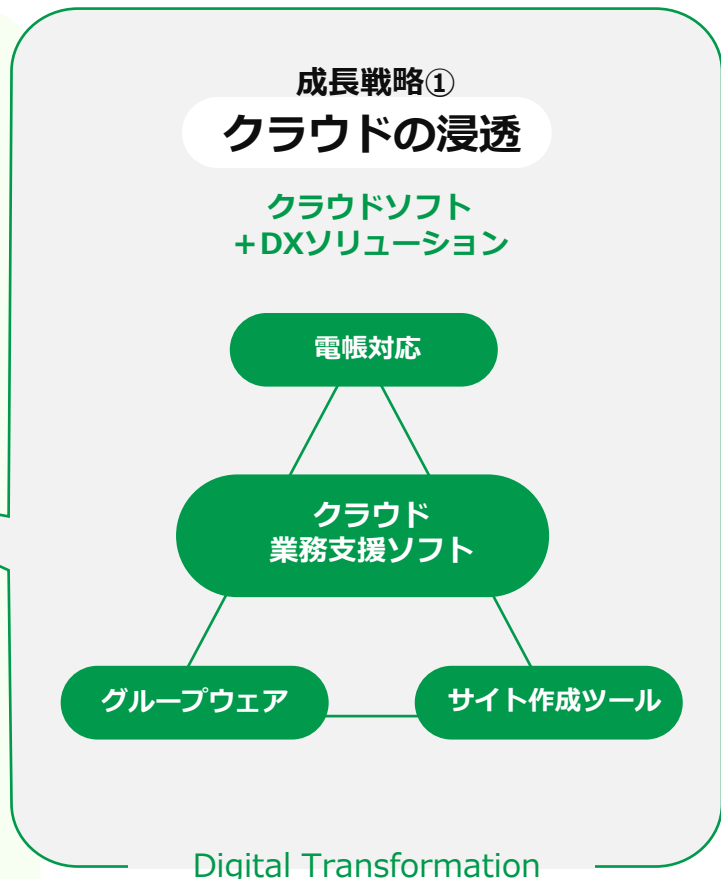 成長戦略①
クラウドの浸透
クラウドソフト
＋DXソリューション
電帳対応
クラウド
業務支援ソフト
グループウェア
サイト作成ツール
Digital Transformation